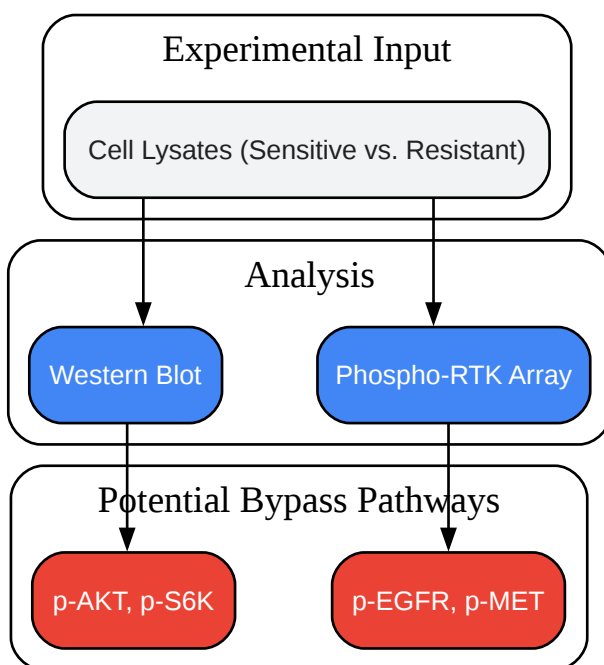 Experimental Input
Cell Lysates (Sensitive vs. Resistant)
Analysis
Western Blot
Phospho-RTK Array
Potential Bypass Pathways
p-AKT, p-S6K
p-EGFR, p-MET